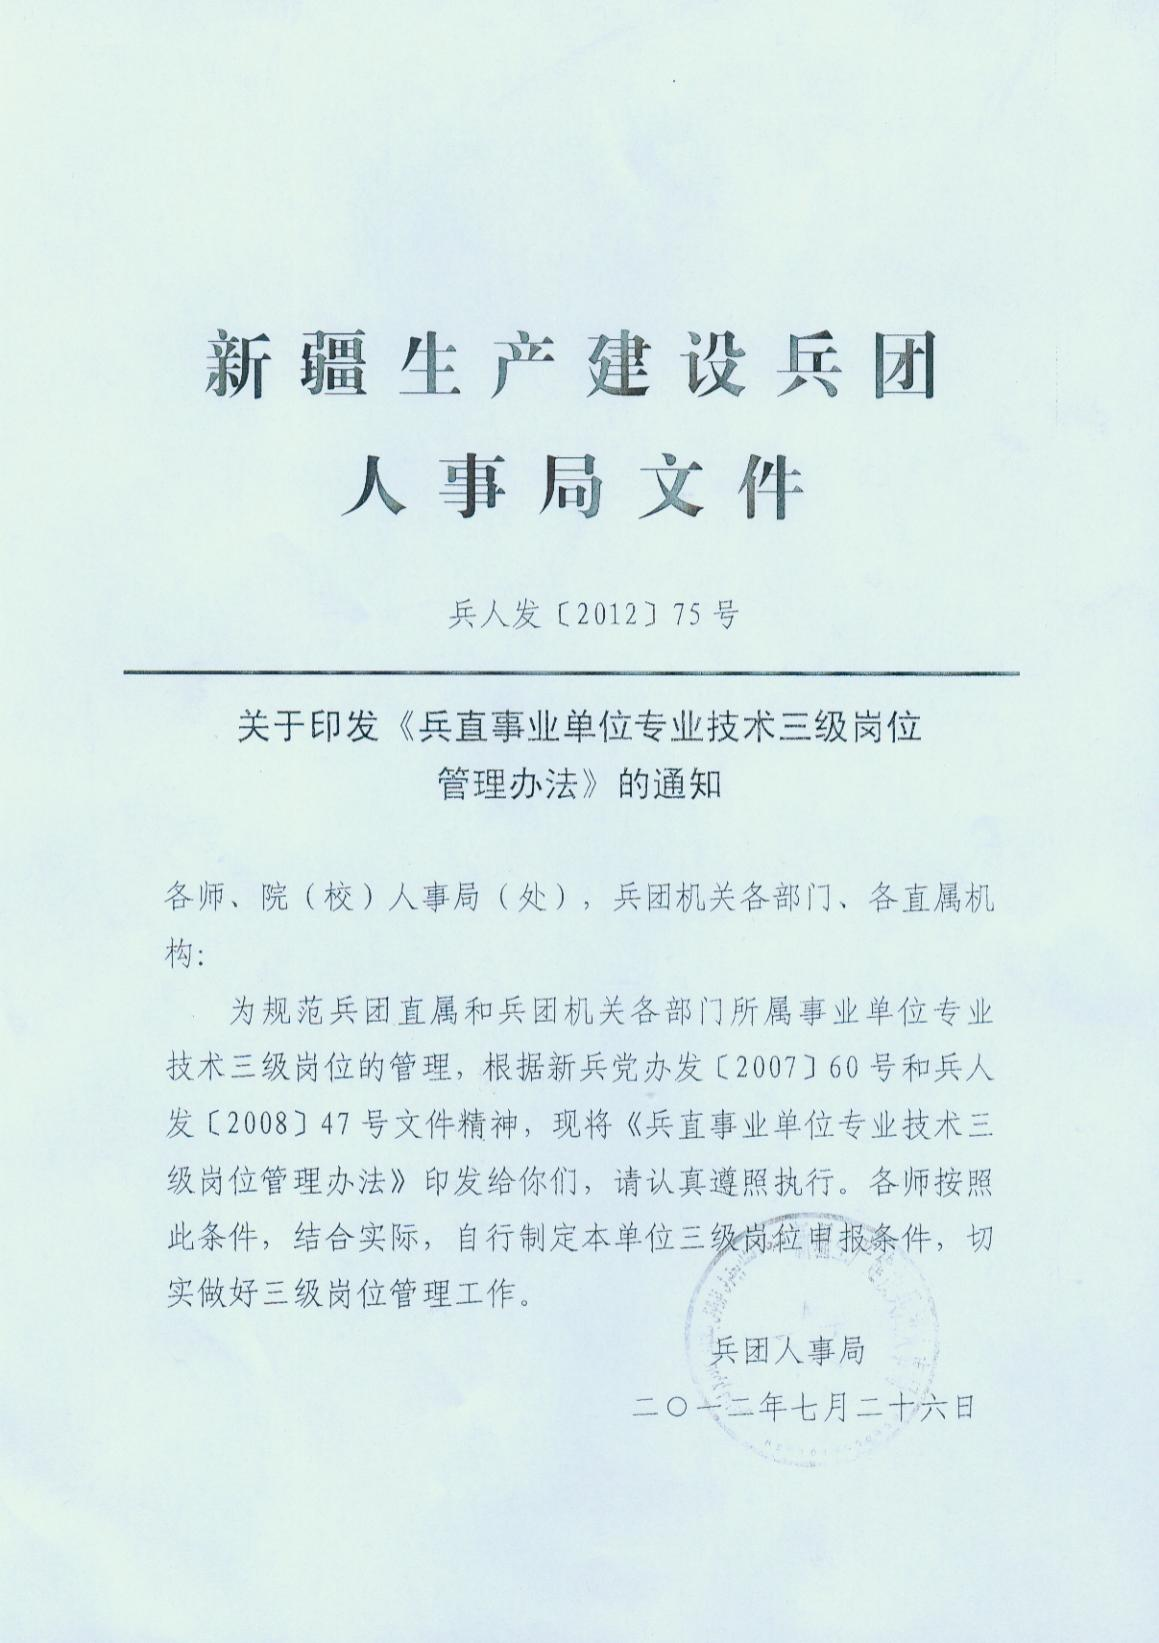 新疆生产建设兵团
人事局文件
兵人发〔2012〕75号
关于印发《兵直事业单位专业技术三级岗位
管理办法》的通知
各师、院（校）人事局（处），兵团机关各部门、各直属机
构：
为规范兵团直属和兵团机关各部门所属事业单位专业
技术三级岗位的管理，根据新兵党办发〔2007〕60号和兵人
发〔2008〕47号文件精神，现将《兵直事业单位专业技术三
级岗位管理办法》印发给你们，请认真遵照执行。各师按照
此条件，结合实际，自行制定本单位三级岗位申报条件，切
实做好三级岗位管理工作。
兵团人事局
二〇一二年七月二十六日